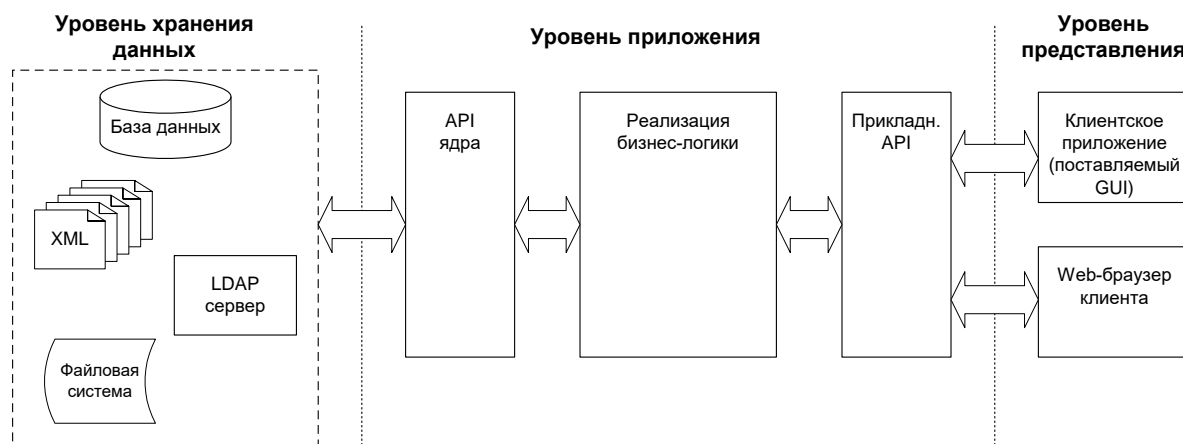 Уровень хранения
данных
Уровень приложения
Уровень
представления
База данных
XML
LDAP
сервер
Файловая
система
API
ядра
Реализация
бизнес-логики
Прикладн.
API
Клиентское
приложение
(поставляемый
GUI)
Web-браузер
клиента